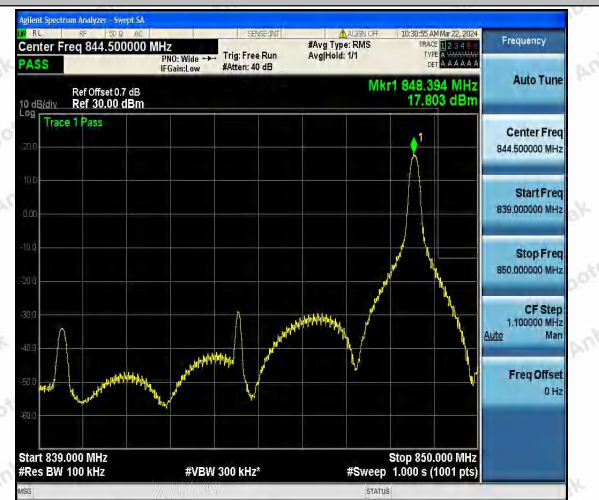 Agilent Spectrum Analyzer - Swept SA
RL RF 50 Ω AC SENSE:INT ALIGN OFF 10:30:55 AM Mar 22, 2024
Center Freq 844.500000 MHz
PASS
PNO: Wide
IFGain:Low
Trig: Free Run
#Atten: 40 dB
#Avg Type: RMS
Avg|Hold: 1/1
TRACE 1 2 3 4 5 6
TYPE
DET A A A A A A
Ref Offset 0.7 dB
10 dB/div Ref 30.00 dBm
Log
Mkr1 848.394 MHz
17.803 dBm
Trace 1 Pass
1
20.0
10.0
0.00
-10.0
-20.0
-30.0
-40.0
-50.0
-60.0
Start 839.000 MHz
#Res BW 100 kHz
#VBW 300 kHz*
Stop 850.000 MHz
#Sweep 1.000 s (1001 pts)
MSG
STATUS
Frequency
Auto Tune
Center Freq
844.500000 MHz
Start Freq
839.000000 MHz
Stop Freq
850.000000 MHz
CF Step
1.100000 MHz
Auto Man
Freq Offset
0 Hz